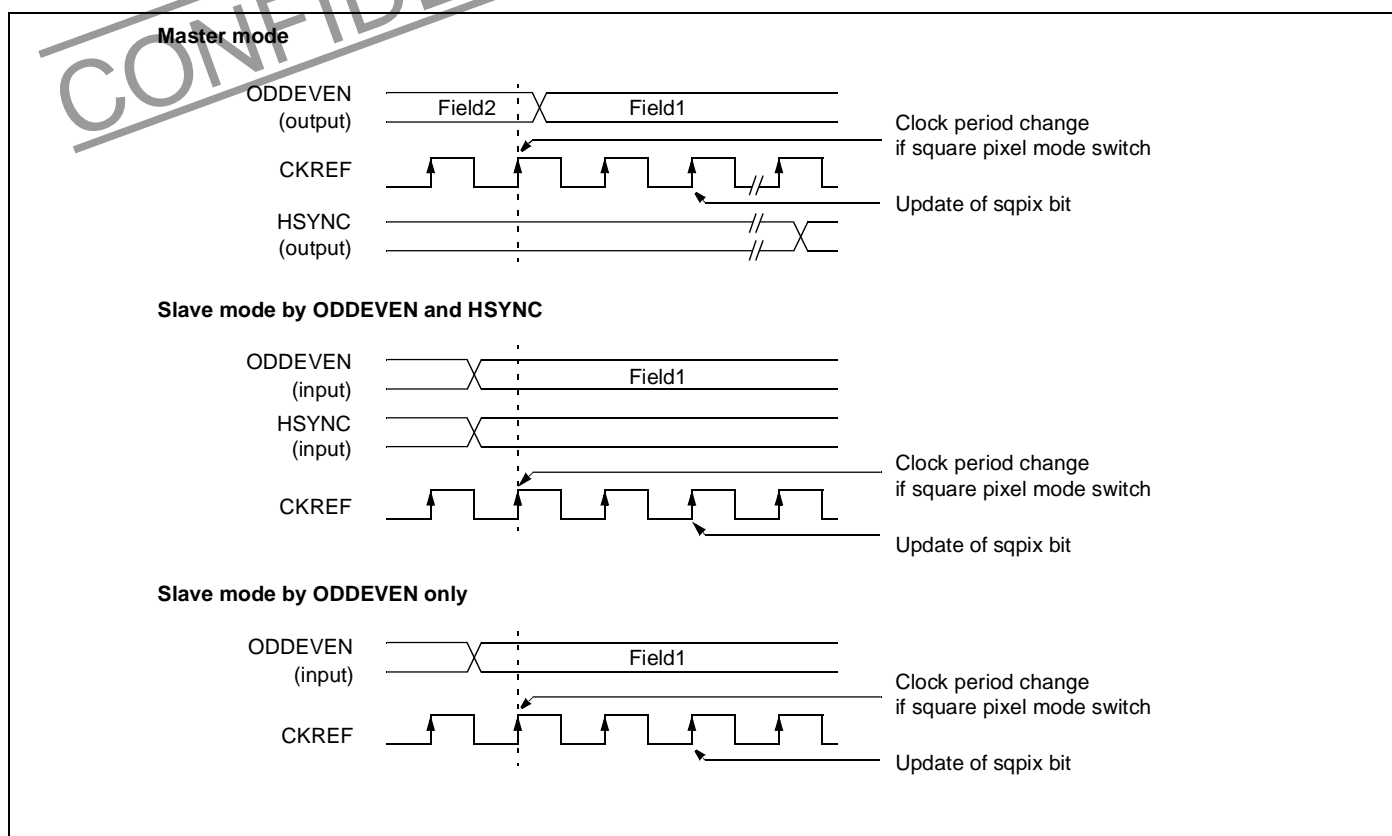 CONFIDE
Master mode
ODDEVEN
(output)
Field2
Field1
Clock period change
if square pixel mode switch
CKREF
Update of sqpix bit
HSYNC
(output)
Slave mode by ODDEVEN and HSYNC
ODDEVEN
(input)
Field1
HSYNC
(input)
Clock period change
if square pixel mode switch
CKREF
Update of sqpix bit
Slave mode by ODDEVEN only
ODDEVEN
(input)
Field1
Clock period change
if square pixel mode switch
CKREF
Update of sqpix bit